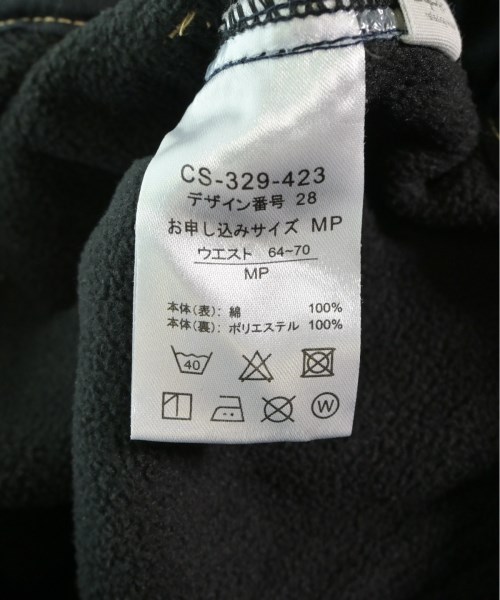 CS-329-423
デザイン番号 28
お申し込みサイズ MP
ウエスト 64~70
MP
本体(表): 綿 100%
本体(裏): ポリエステル 100%
40
W